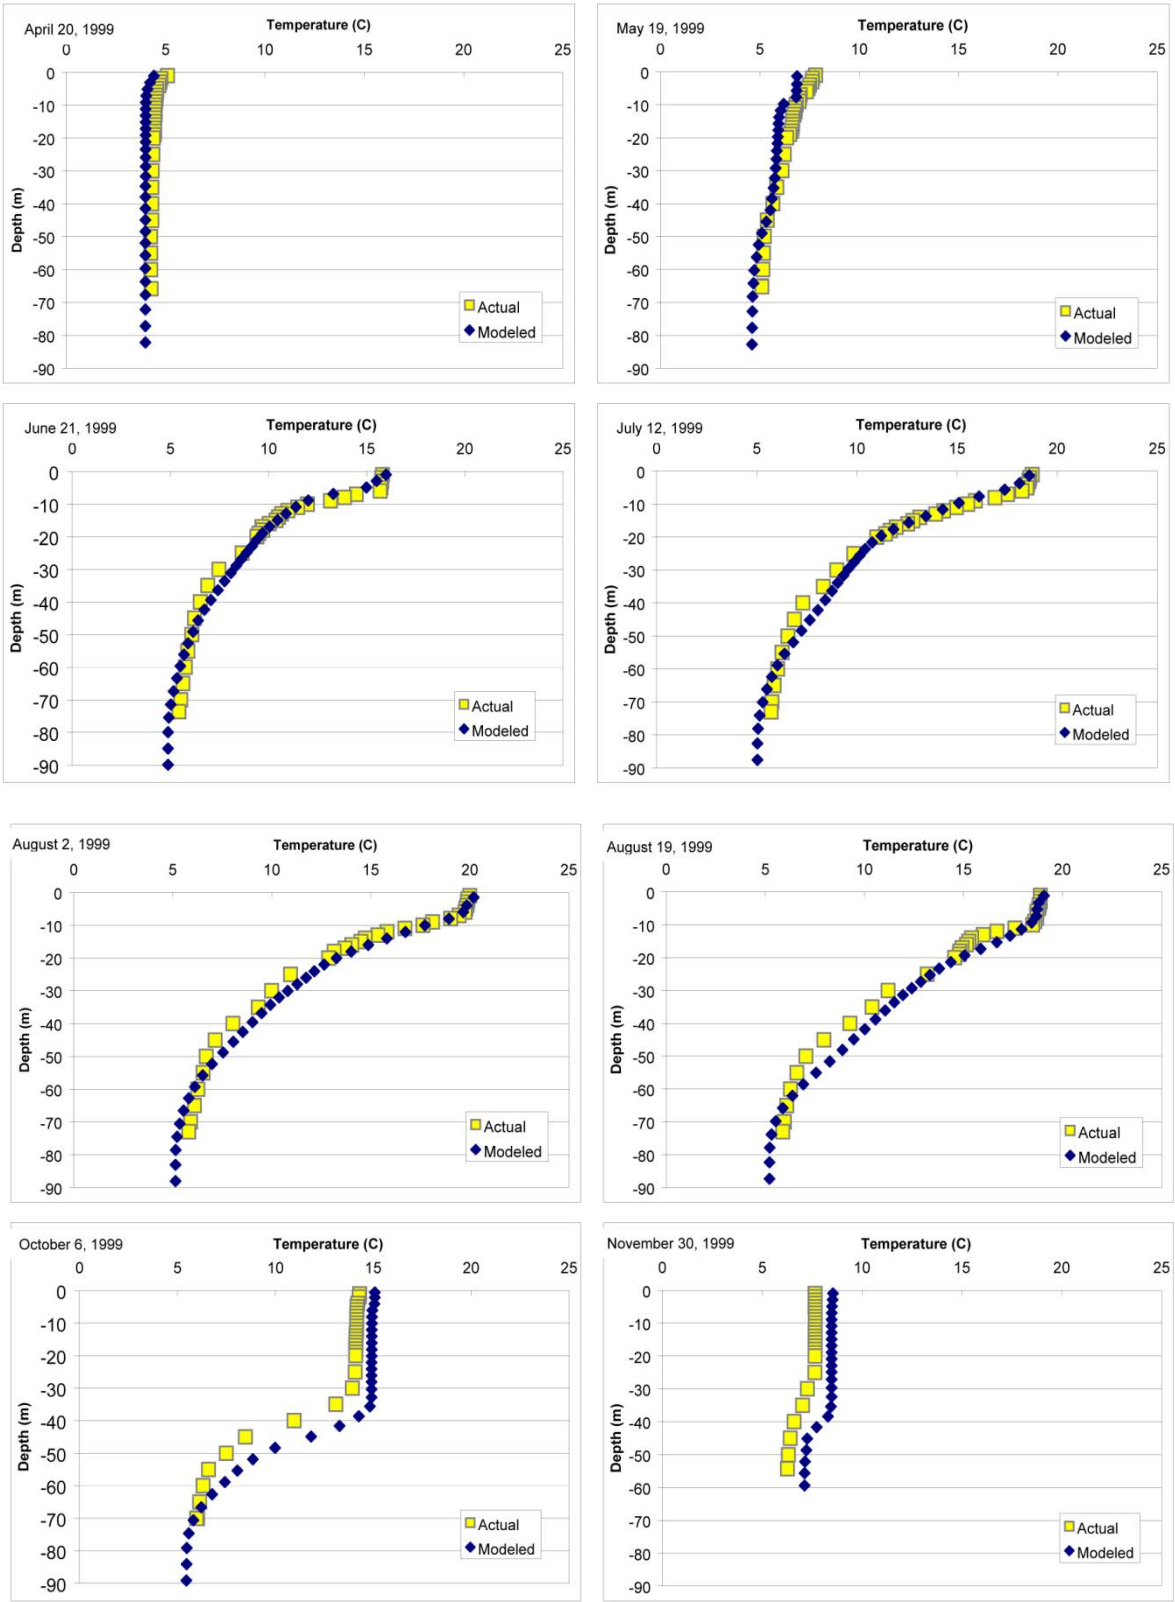 April 20, 1999
Temperature (C)
0 5 10 15 20 25
0
-10
-20
-30
-40
-50
-60
-70
-80
-90
Depth (m)
Actual
Modeled
May 19, 1999
Temperature (C)
0 5 10 15 20 25
0
-10
-20
-30
-40
-50
-60
-70
-80
-90
Depth (m)
Actual
Modeled
June 21, 1999
Temperature (C)
0 5 10 15 20 25
0
-10
-20
-30
-40
-50
-60
-70
-80
-90
Depth (m)
Actual
Modeled
July 12, 1999
Temperature (C)
0 5 10 15 20 25
0
-10
-20
-30
-40
-50
-60
-70
-80
-90
Depth (m)
Actual
Modeled
August 2, 1999
Temperature (C)
0 5 10 15 20 25
0
-10
-20
-30
-40
-50
-60
-70
-80
-90
Depth (m)
Actual
Modeled
August 19, 1999
Temperature (C)
0 5 10 15 20 25
0
-10
-20
-30
-40
-50
-60
-70
-80
-90
Depth (m)
Actual
Modeled
October 6, 1999
Temperature (C)
0 5 10 15 20 25
0
-10
-20
-30
-40
-50
-60
-70
-80
-90
Depth (m)
Actual
Modeled
November 30, 1999
Temperature (C)
0 5 10 15 20 25
0
-10
-20
-30
-40
-50
-60
-70
-80
-90
Depth (m)
Actual
Modeled